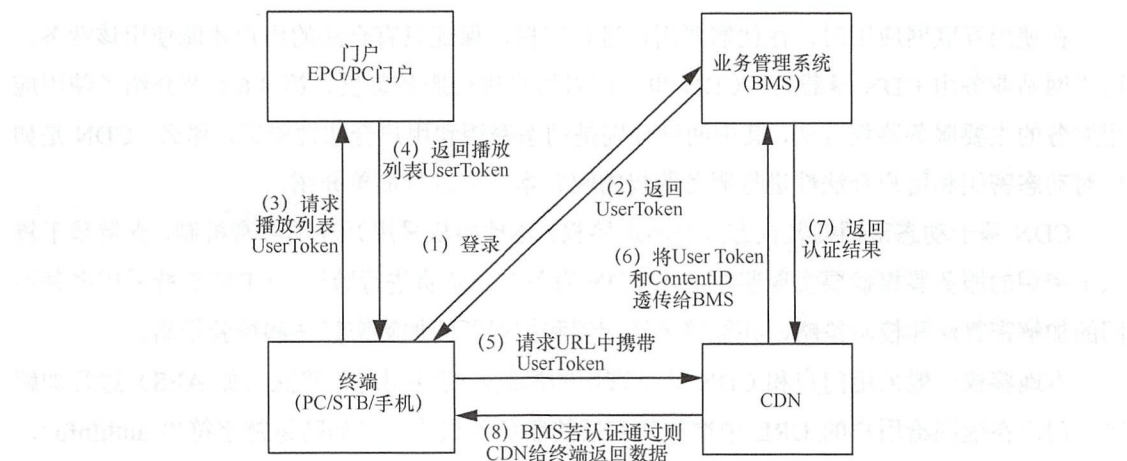 门户
EPG/PC门户
业务管理系统
(BMS)
(4) 返回播放
列表UserToken
(2) 返回
UserToken
(3) 请求
播放列表
UserToken
(1) 登录
(7) 返回
认证结果
(6) 将User Token
和ContentID
透传给BMS
(5) 请求URL中携带
UserToken
终端
(PC/STB/手机)
CDN
(8) BMS若认证通过则
CDN给终端返回数据